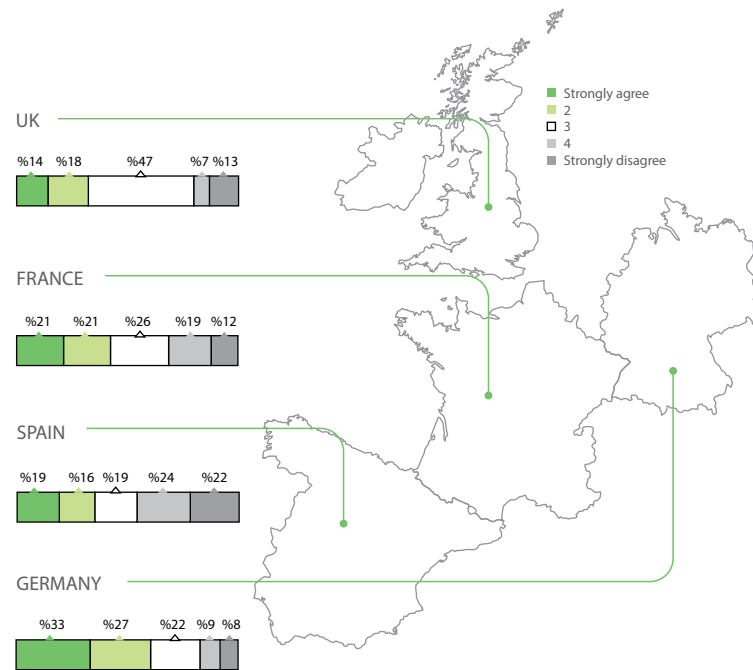 Strongly agree
2
3
4
Strongly disagree
UK
%14 %18 %47 %7 %13
FRANCE
%21 %21 %26 %19 %12
SPAIN
%19 %16 %19 %24 %22
GERMANY
%33 %27 %22 %9 %8